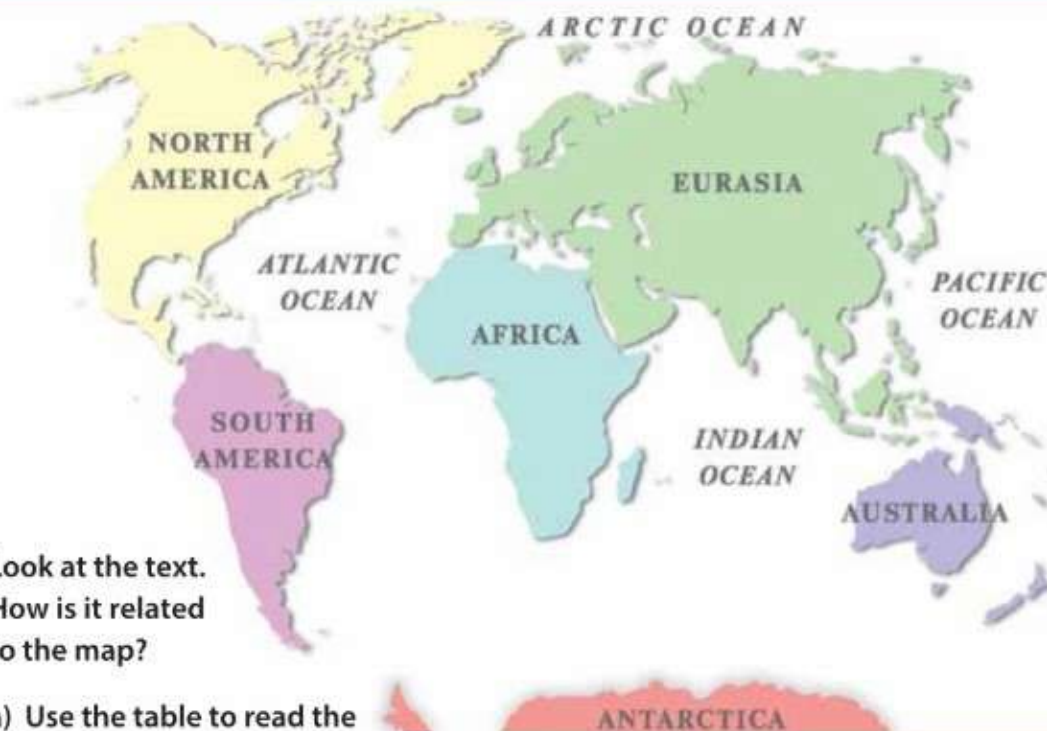 ARCTIC OCEAN
NORTH
AMERICA
EURASIA
ATLANTIC
OCEAN
PACIFIC
OCEAN
AFRICA
SOUTH
AMERICA
INDIAN
OCEAN
AUSTRALIA
ook at the text.
How is it related
o the map?
) Use the table to read the
ANTARCTICA